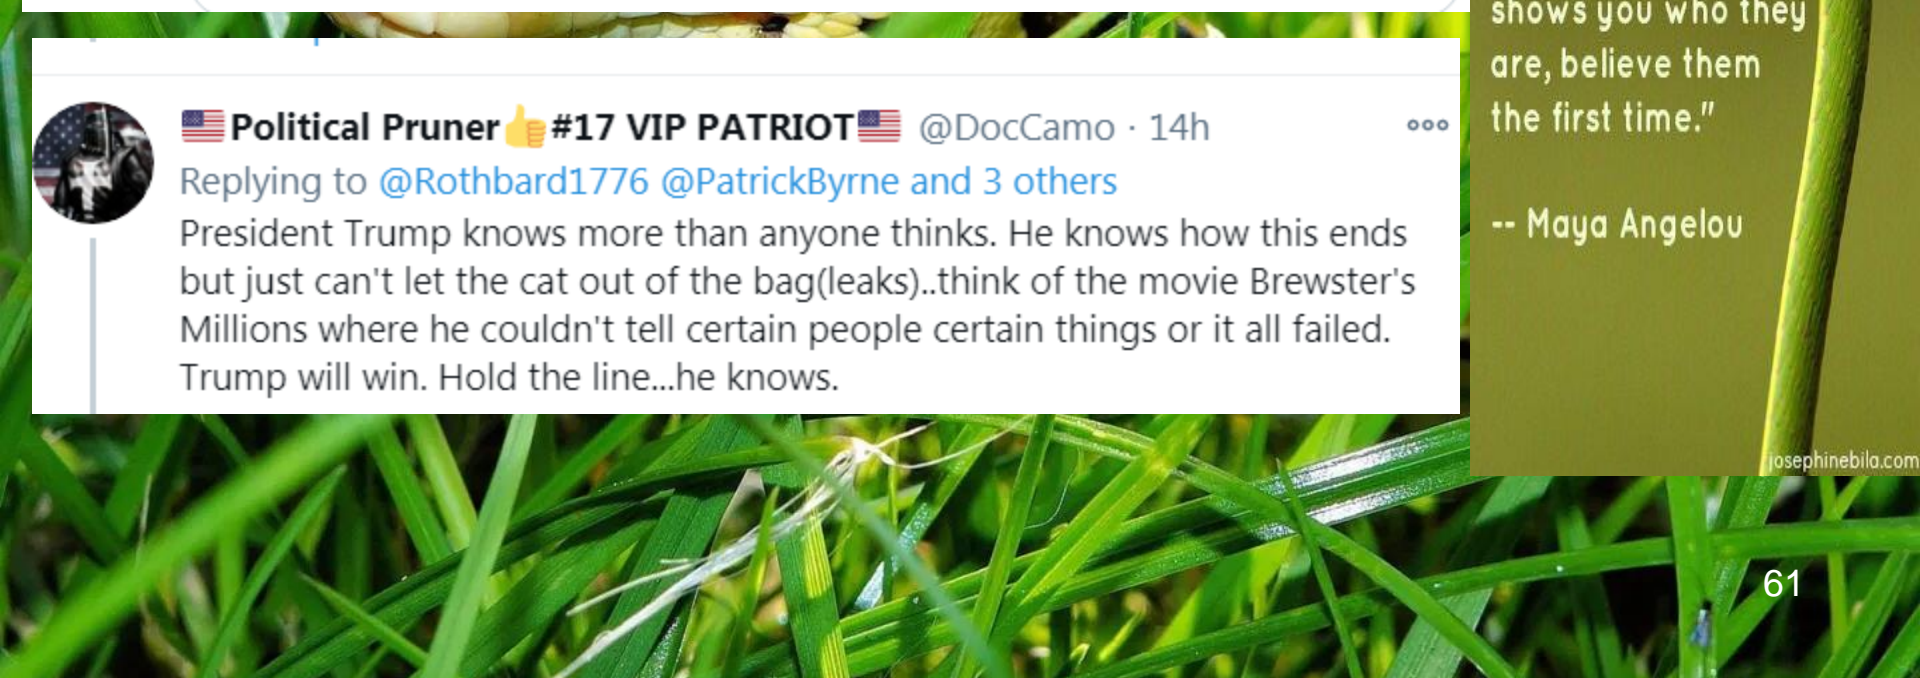 🇺🇸Political Pruner👍#17 VIP PATRIOT🇺🇸 @DocCamo · 14h
Replying to @Rothbard1776 @PatrickByrne and 3 others
President Trump knows more than anyone thinks. He knows how this ends
but just can't let the cat out of the bag(leaks)..think of the movie Brewster's
Millions where he couldn't tell certain people certain things or it all failed.
Trump will win. Hold the line...he knows.
shows you who they
are, believe them
the first time."
-- Maya Angelou
josephinebila.com
61